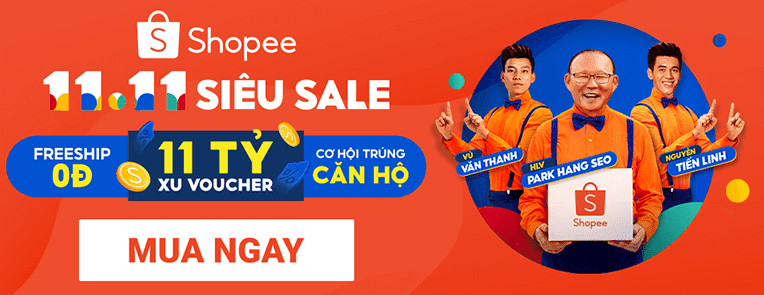 Shopee
11.11 SIÊU SALE
FREESHIP
0Đ
11 TỶ
XU VOUCHER
CƠ HỘI TRÚNG
CĂN HỘ
MUA NGAY
VŨ
VĂN THANH
HLV
PARK HANG SEO
NGUYỄN
TIẾN LINH
Shopee